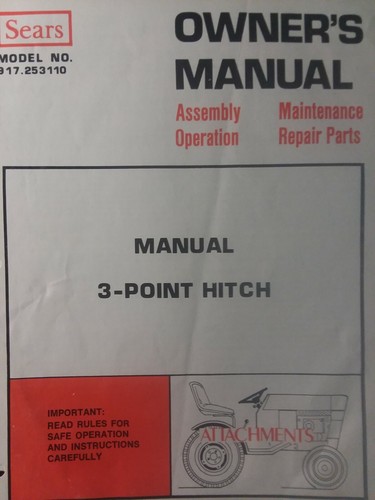 Sears
MODEL NO.
917.253110
OWNER'S
MANUAL
Assembly Maintenance
Operation Repair Parts
MANUAL
3-POINT HITCH
IMPORTANT:
READ RULES FOR
SAFE OPERATION
AND INSTRUCTIONS
CAREFULLY
ATTACHMENTS